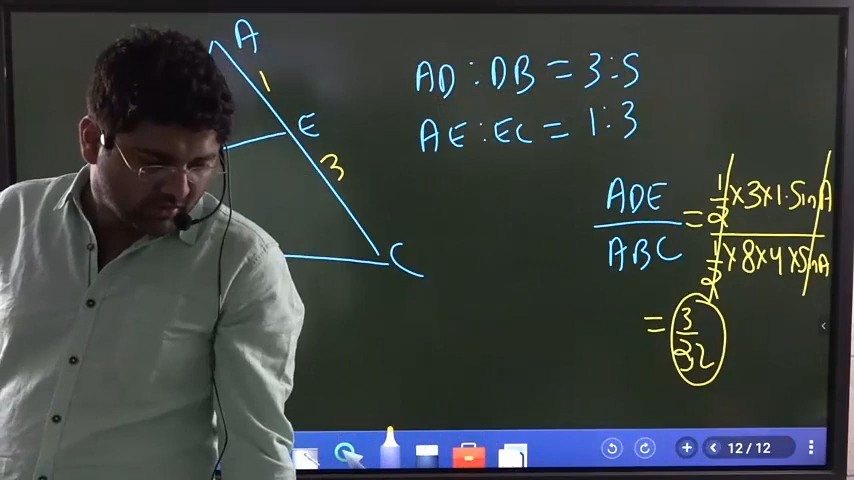 A
1
E
3
C
AD : DB = 3:5
AE : EC = 1:3
ADE/ABC = 1/2 × 3 × 1 · Sin A / 1/2 × 8 × 4 × Sin A
= 3/32
12 / 12